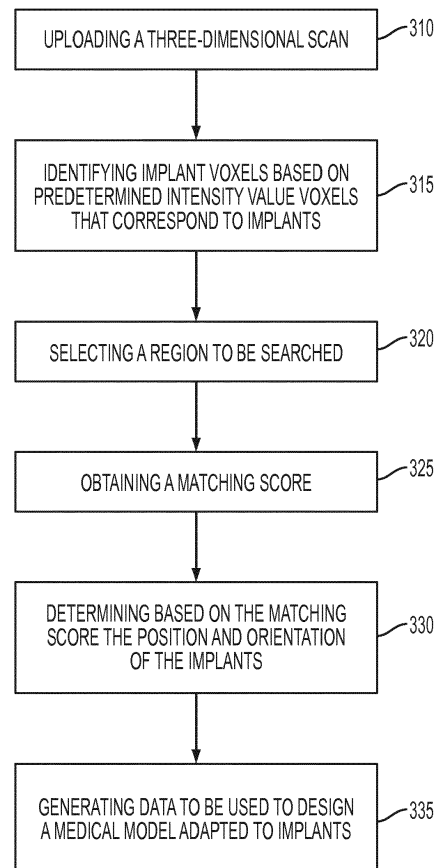 UPLOADING A THREE-DIMENSIONAL SCAN
310
IDENTIFYING IMPLANT VOXELS BASED ON
PREDETERMINED INTENSITY VALUE VOXELS
THAT CORRESPOND TO IMPLANTS
315
SELECTING A REGION TO BE SEARCHED
320
OBTAINING A MATCHING SCORE
325
DETERMINING BASED ON THE MATCHING
SCORE THE POSITION AND ORIENTATION
OF THE IMPLANTS
330
GENERATING DATA TO BE USED TO DESIGN
A MEDICAL MODEL ADAPTED TO IMPLANTS
335